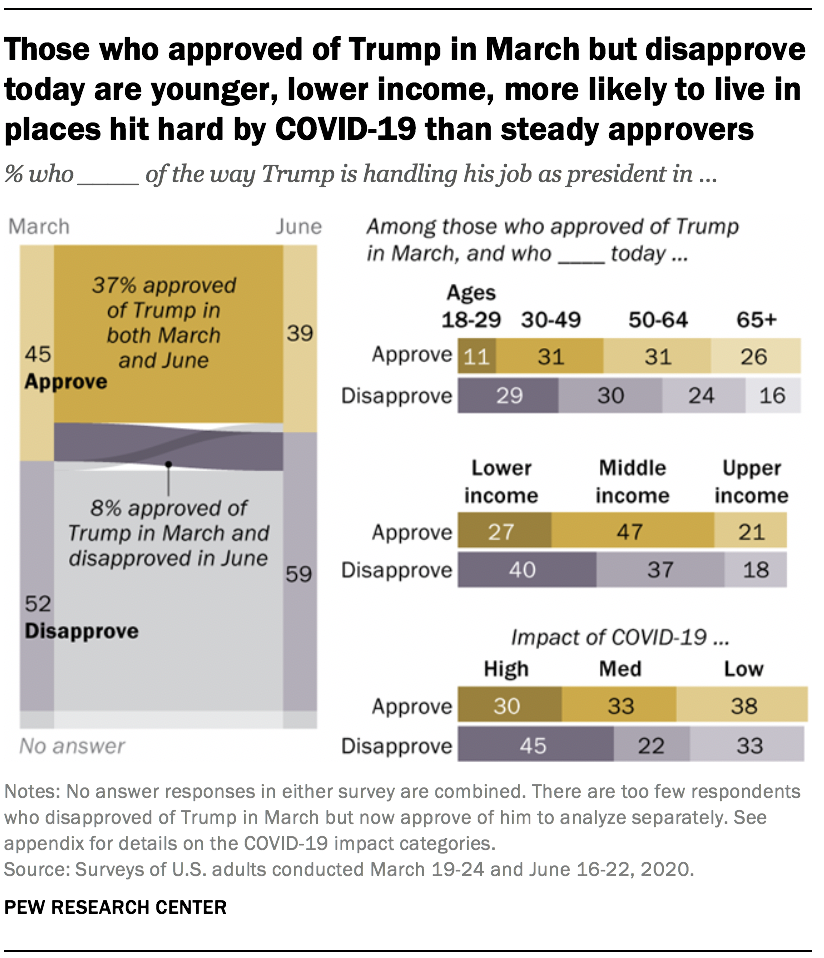 Those who approved of Trump in March but disapprove
today are younger, lower income, more likely to live in
places hit hard by COVID-19 than steady approvers
% who _____ of the way Trump is handling his job as president in ...
March June
37% approved
of Trump in
both March
and June
45
Approve
39
8% approved of
Trump in March and
disapproved in June
52
Disapprove
59
No answer
Among those who approved of Trump
in March, and who ____ today ...
Ages
18-29 30-49 50-64 65+
Approve 11 31 31 26
Disapprove 29 30 24 16
Lower income Middle income Upper income
Approve 27 47 21
Disapprove 40 37 18
Impact of COVID-19 ...
High Med Low
Approve 30 33 38
Disapprove 45 22 33
Notes: No answer responses in either survey are combined. There are too few respondents
who disapproved of Trump in March but now approve of him to analyze separately. See
appendix for details on the COVID-19 impact categories.
Source: Surveys of U.S. adults conducted March 19-24 and June 16-22, 2020.
PEW RESEARCH CENTER